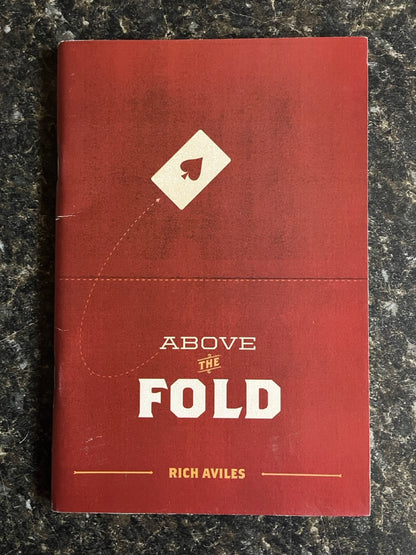 ABOVE
THE
FOLD
RICH AVILES